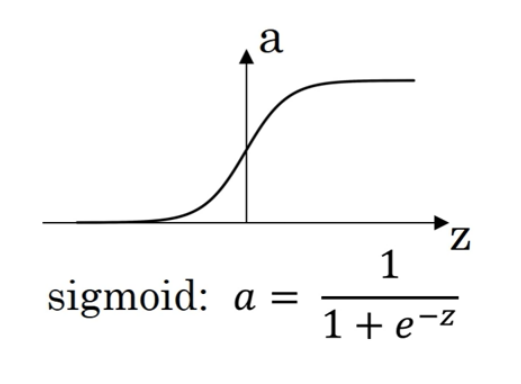 a
z
sigmoid: a = 1 / (1 + e^{-z})